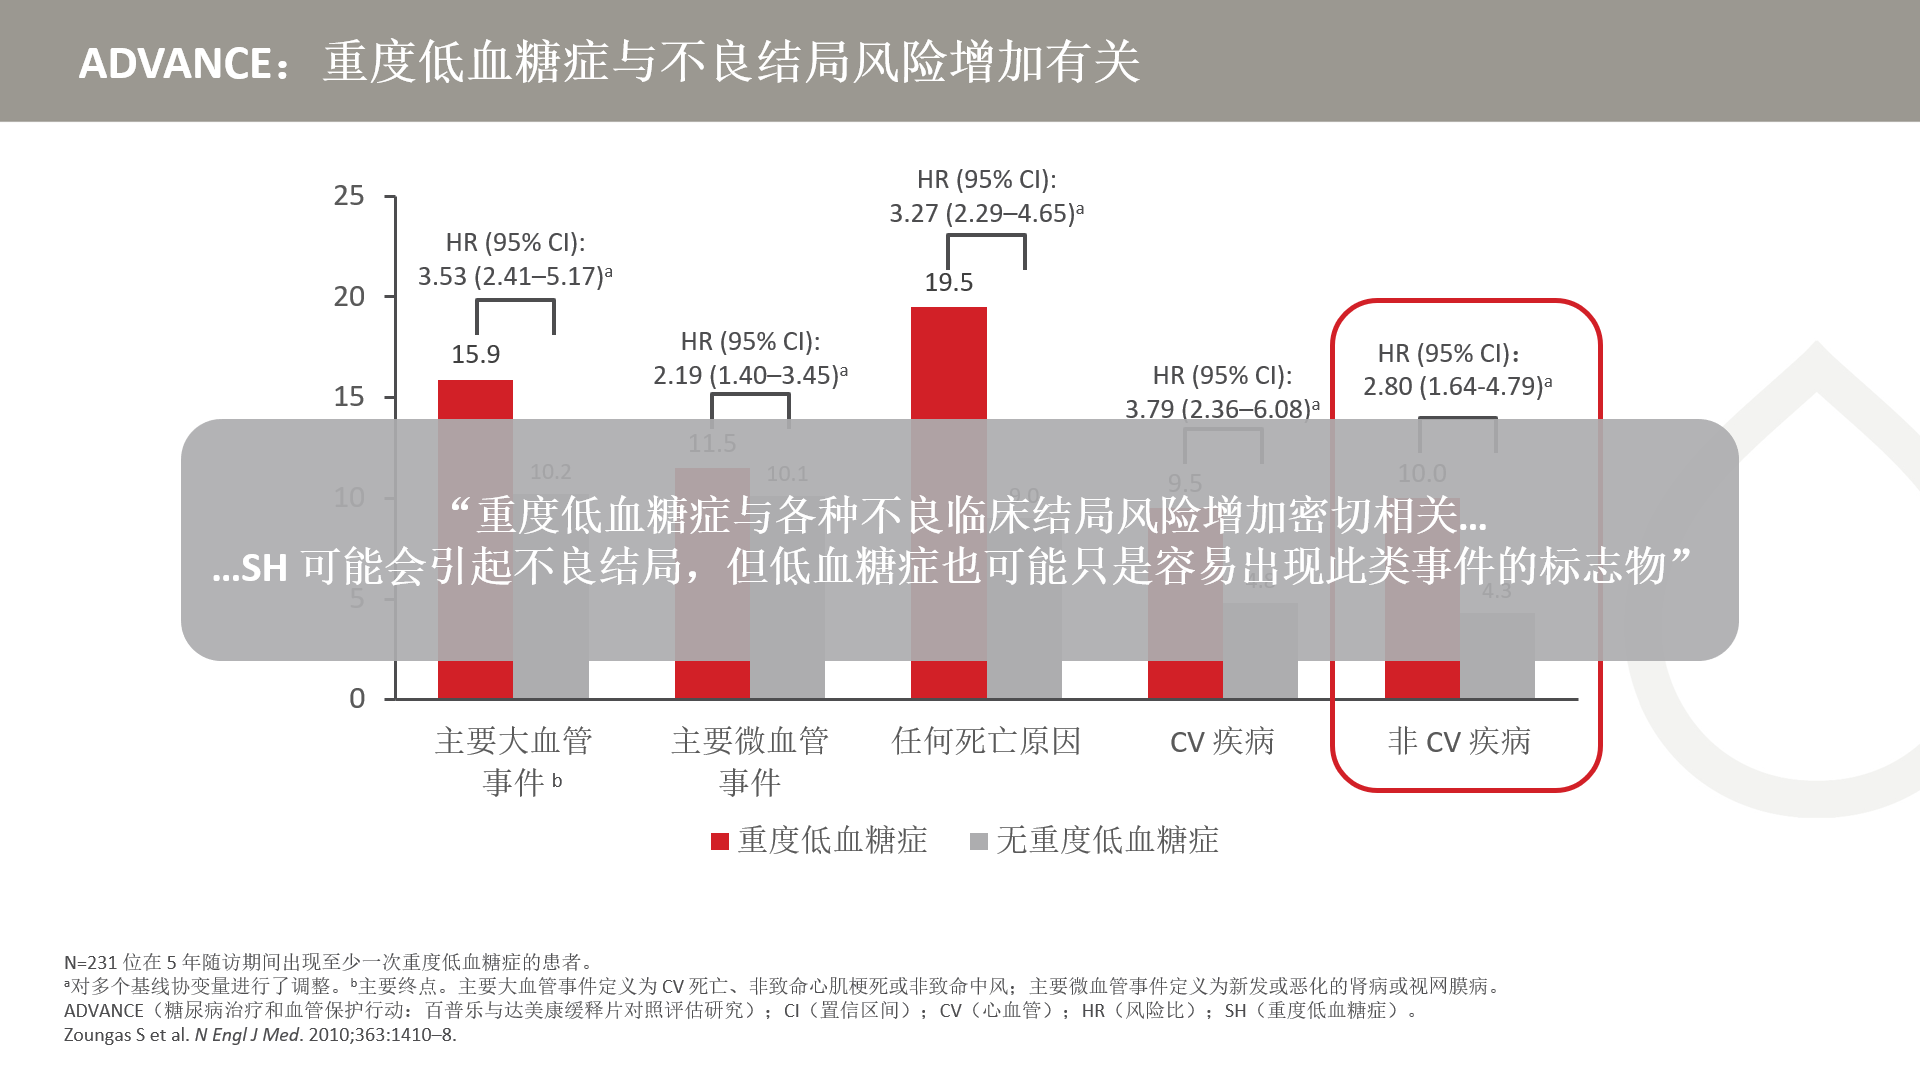 ADVANCE：重度低血糖症与不良结局风险增加有关
25
20
15
10
5
0
HR (95% CI):
3.53 (2.41–5.17)ᵃ
15.9
10.2
HR (95% CI):
2.19 (1.40–3.45)ᵃ
11.5
10.1
HR (95% CI):
3.27 (2.29–4.65)ᵃ
19.5
9.0
HR (95% CI):
3.79 (2.36–6.08)ᵃ
9.5
HR (95% CI)：
2.80 (1.64-4.79)ᵃ
10.0
4.3
“重度低血糖症与各种不良临床结局风险增加密切相关...
...SH 可能会引起不良结局，但低血糖症也可能只是容易出现此类事件的标志物”
主要大血管
事件 ᵇ
主要微血管
事件
任何死亡原因
CV 疾病
非 CV 疾病
重度低血糖症
无重度低血糖症
N=231 位在 5 年随访期间出现至少一次重度低血糖症的患者。
ᵃ对多个基线协变量进行了调整。ᵇ主要终点。主要大血管事件定义为 CV 死亡、非致命心肌梗死或非致命中风；主要微血管事件定义为新发或恶化的肾病或视网膜病。
ADVANCE（糖尿病治疗和血管保护行动：百普乐与达美康缓释片对照评估研究）；CI（置信区间）；CV（心血管）；HR（风险比）；SH（重度低血糖症）。
Zoungas S et al. N Engl J Med. 2010;363:1410–8.